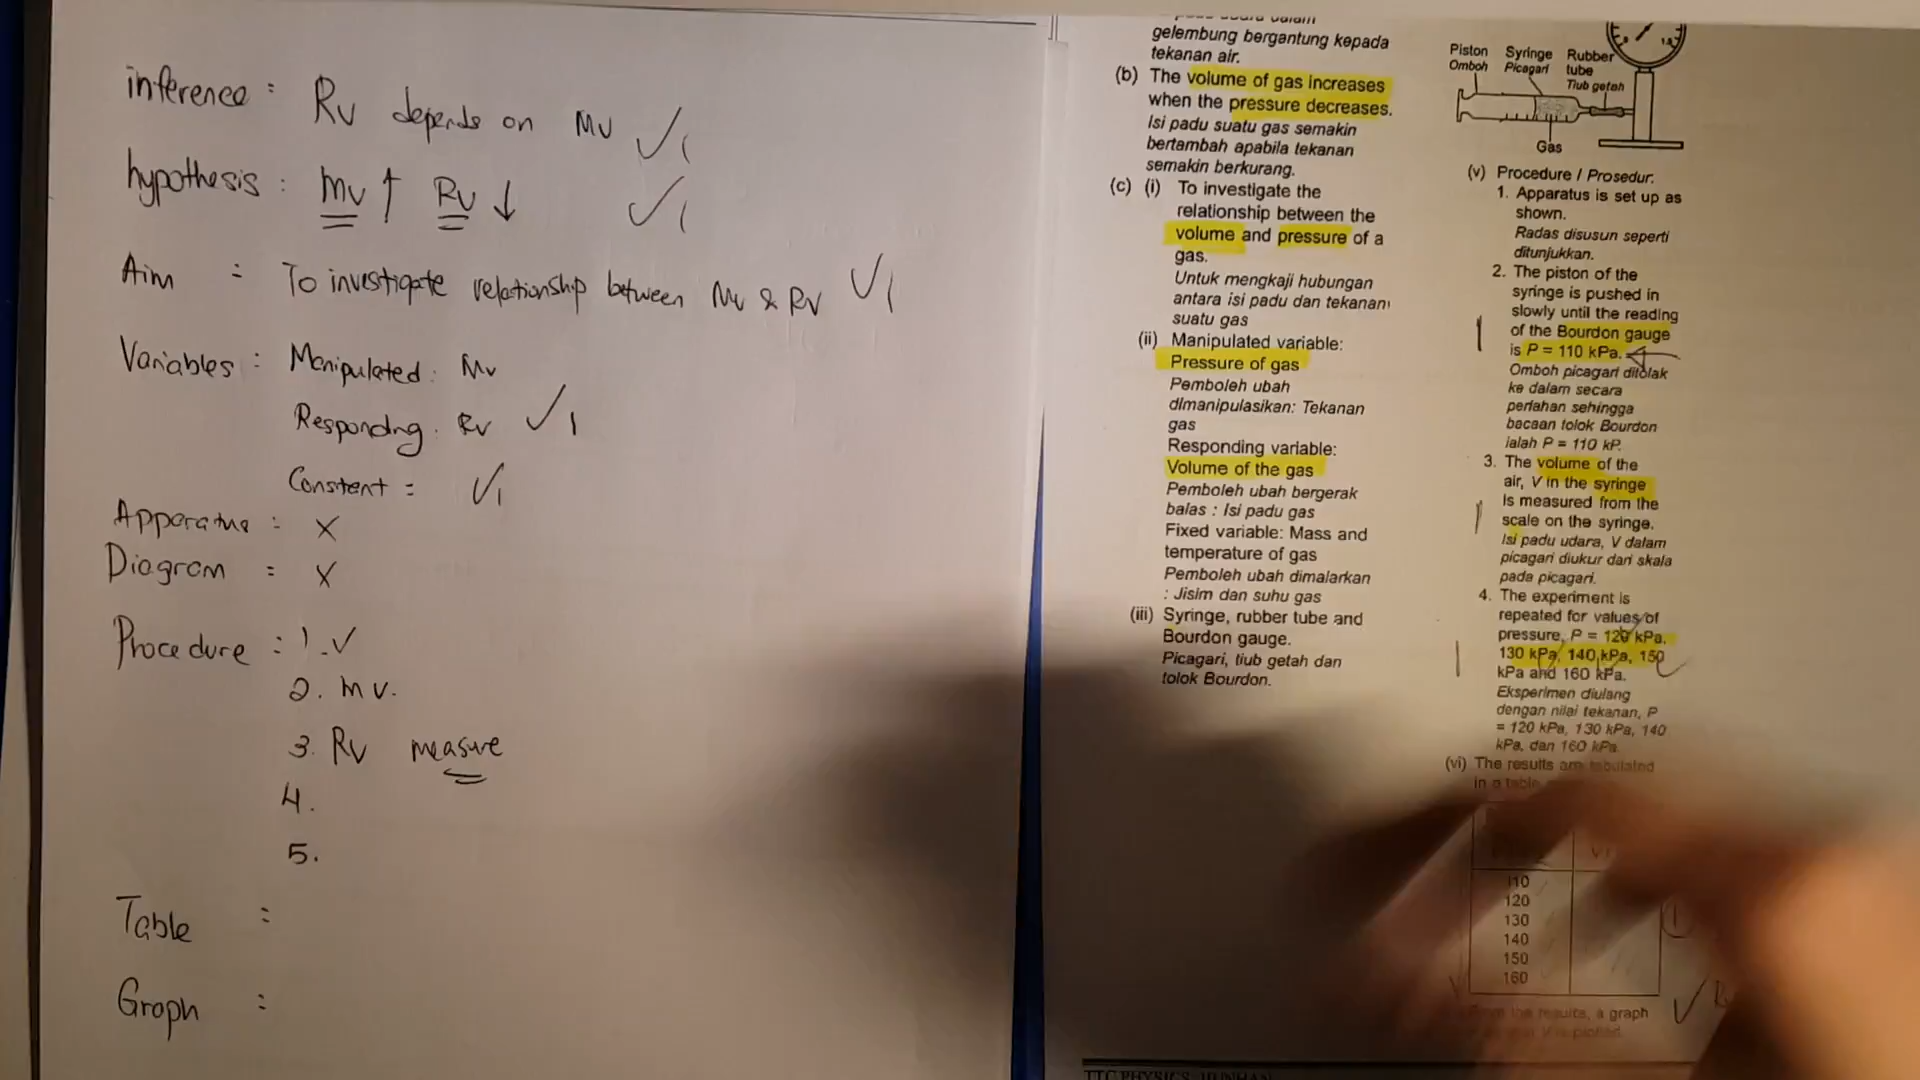 inference : Rv depends on Mv ✓1
hypothesis : Mv ↑ Rv ↓ ✓1
Aim : To investigate relationship between Mv & Rv ✓1
Variables : Manipulated : Mv
Responding : Rv ✓1
Constant = ✓1
Apparatus : X
Diagram : X
Procedure : 1. ✓
2. mv.
3. Rv measure
4.
5.
Table :
Graph :
gelembung bergantung kepada
tekanan air.
(b) The volume of gas increases
when the pressure decreases.
Isi padu suatu gas semakin
bertambah apabila tekanan
semakin berkurang.
(c) (i) To investigate the
relationship between the
volume and pressure of a
gas.
Untuk mengkaji hubungan
antara isi padu dan tekanan
suatu gas
(ii) Manipulated variable:
Pressure of gas
Pemboleh ubah
dimanipulasikan: Tekanan
gas
Responding variable:
Volume of the gas
Pemboleh ubah bergerak
balas : Isi padu gas
Fixed variable: Mass and
temperature of gas
Pemboleh ubah dimalarkan
: Jisim dan suhu gas
(iii) Syringe, rubber tube and
Bourdon gauge.
Picagari, tiub getah dan
tolok Bourdon.
Piston Syringe Rubber
Omboh Picagari tube
Tiub getah
Gas
(v) Procedure / Prosedur:
1. Apparatus is set up as
shown.
Radas disusun seperti
ditunjukkan.
2. The piston of the
syringe is pushed in
slowly until the reading
of the Bourdon gauge
is P = 110 kPa.
Omboh picagari ditolak
ke dalam secara
perlahan sehingga
bacaan tolok Bourdon
ialah P = 110 kP.
3. The volume of the
air, V in the syringe
is measured from the
scale on the syringe.
Isi padu udara, V dalam
picagari diukur dari skala
pada picagari.
4. The experiment is
repeated for values of
pressure, P = 120 kPa,
130 kPa, 140 kPa, 150
kPa and 160 kPa.
Eksperimen diulang
dengan nilai tekanan, P
= 120 kPa, 130 kPa, 140
kPa, dan 160 kPa.
(vi) The results are tabulated
in a table
110
120
130
140
150
160
results, a graph